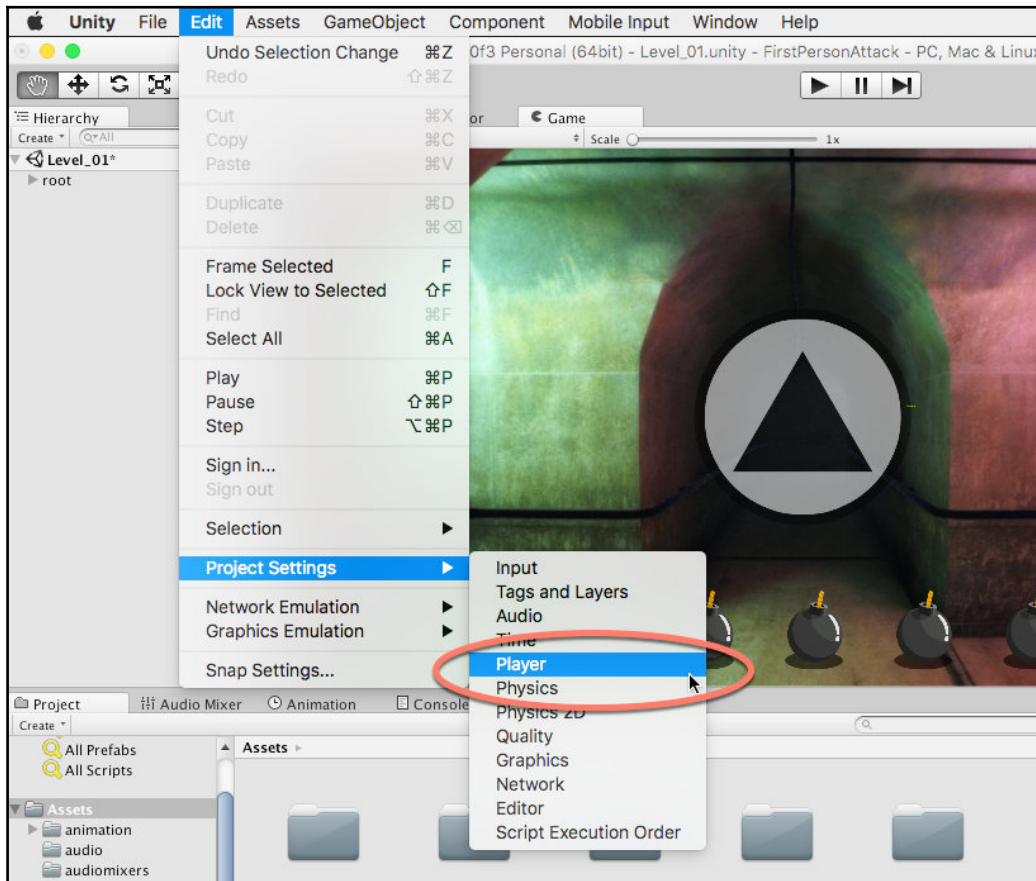 Unity File Edit Assets GameObject Component Mobile Input Window Help
0f3 Personal (64bit) - Level_01.unity - FirstPersonAttack - PC, Mac & Linux
Undo Selection Change ⌘Z
Redo ⇧⌘Z
Cut ⌘X
Copy ⌘C
Paste ⌘V
Duplicate ⌘D
Delete ⌘⌫
Frame Selected F
Lock View to Selected ⇧F
Find ⌘F
Select All ⌘A
Play ⌘P
Pause ⇧⌘P
Step ⌥⌘P
Sign in...
Sign out
Selection
Project Settings
Network Emulation
Graphics Emulation
Snap Settings...
Input
Tags and Layers
Audio
Time
Player
Physics
Physics 2D
Quality
Graphics
Network
Editor
Script Execution Order
Hierarchy
Create All
Level_01*
root
or Game
Scale 1x
Project Audio Mixer Animation Console
Create
All Prefabs
All Scripts
Assets
animation
audio
audiomixers
Assets